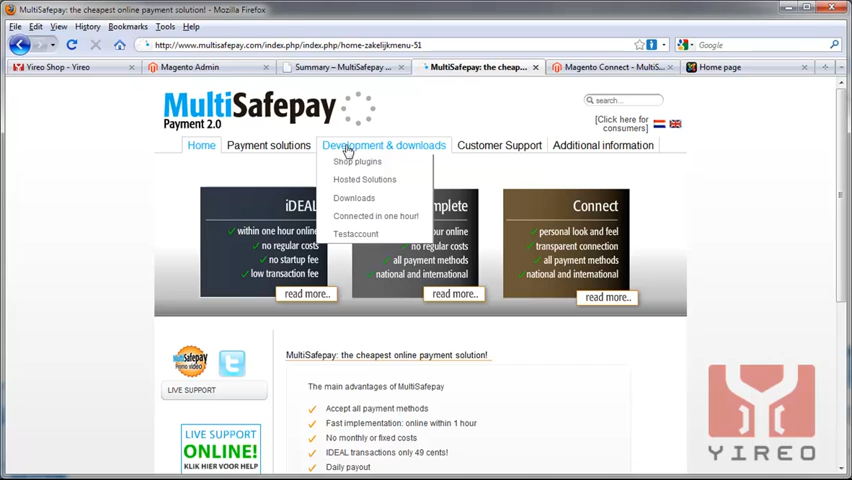 MultiSafepay: the cheapest online payment solution! - Mozilla Firefox
File Edit View History Bookmarks Tools Help
http://www.multisafepay.com/index.php/index.php/home-zakelijkmenu-51
Google
Yireo Shop - Yireo
Magento Admin
Summary – MultiSafepay ...
MultiSafepay: the cheap...
Magento Connect - MultiS...
Home page
MultiSafepay
Payment 2.0
search...
[Click here for
consumers]
Home
Payment solutions
Development & downloads
Customer Support
Additional information
Shop plugins
Hosted Solutions
Downloads
Connected in one hour!
Testaccount
iDEAL
within one hour online
no regular costs
no startup fee
low transaction fee
read more..
no regular costs
all payment methods
national and international
read more..
Connect
personal look and feel
transparent connection
all payment methods
national and international
read more..
MultiSafepay
LIVE SUPPORT
LIVE SUPPORT
ONLINE!
KLIK HIER VOOR HELP
MultiSafepay: the cheapest online payment solution!
The main advantages of MultiSafepay
Accept all payment methods
Fast implementation: online within 1 hour
No monthly or fixed costs
IDEAL transactions only 49 cents!
Daily payout
YIREO